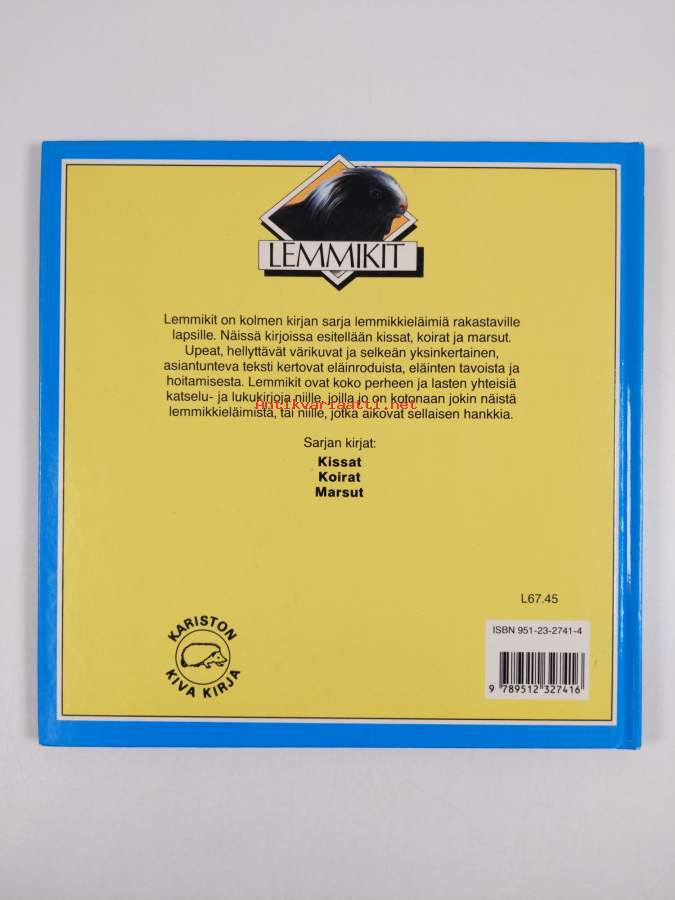 LEMMIKIT
Lemmikit on kolmen kirjan sarja lemmikkieläimiä rakastaville
lapsille. Näissä kirjoissa esitellään kissat, koirat ja marsut.
Upeat, hellyttävät värikuvat ja selkeän yksinkertainen,
asiantunteva teksti kertovat eläinroduista, eläinten tavoista ja
hoitamisesta. Lemmikit ovat koko perheen ja lasten yhteisiä
katselu- ja lukukirjoja niille, joilla jo on kotonaan jokin näistä
Antikvariaatti.net
lemmikkieläimistä, tai niille, jotka aikovat sellaisen hankkia.
Sarjan kirjat:
Kissat
Koirat
Marsut
L67.45
ISBN 951-23-2741-4
9 789512 327416
KARISTON
KIVA KIRJA